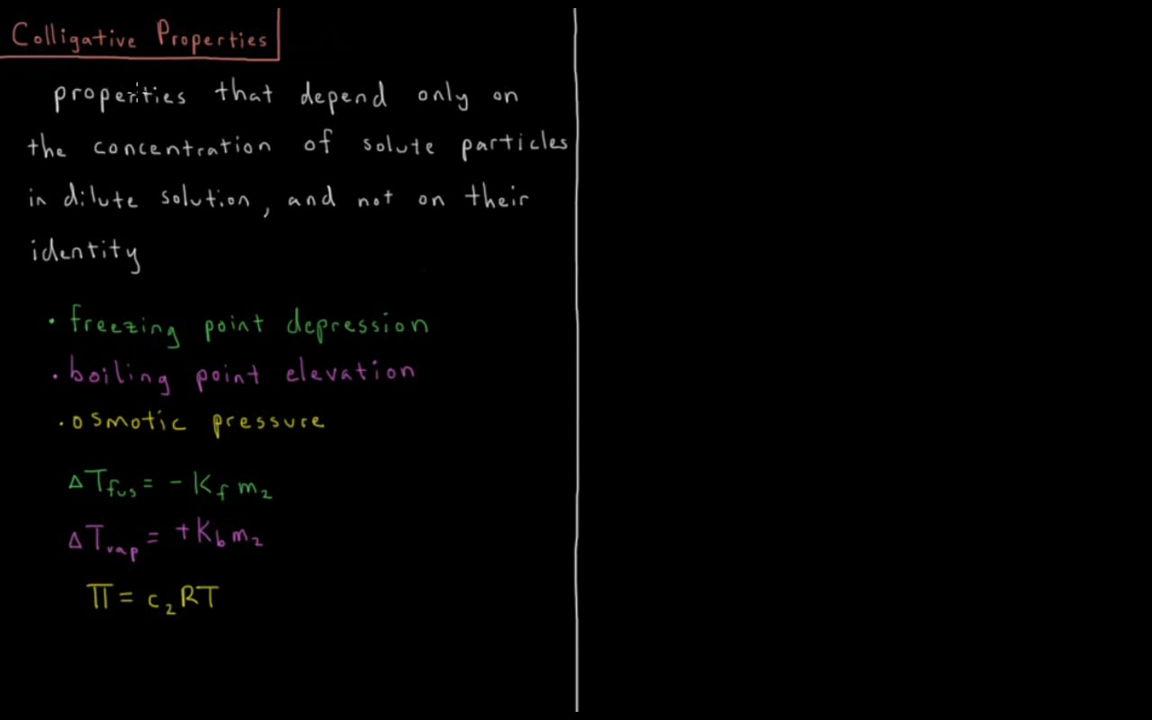 Colligative Properties
properties that depend only on
the concentration of solute particles
in dilute solution, and not on their
identity
· freezing point depression
· boiling point elevation
· osmotic pressure
ΔT_fus = - K_f m_2
ΔT_vap = + K_b m_2
Π = c_2 RT